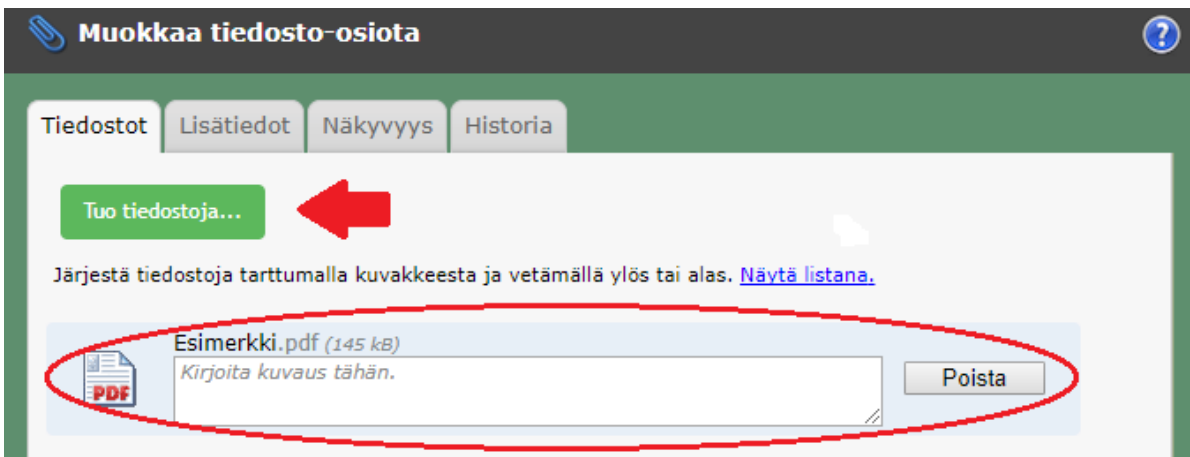 Muokkaa tiedosto-osiota
?
Tiedostot Lisätiedot Näkyvyys Historia
Tuo tiedostoja...
Järjestä tiedostoja tarttumalla kuvakkeesta ja vetämällä ylös tai alas. Näytä listana.
Esimerkki.pdf (145 kB)
PDF
Kirjoita kuvaus tähän.
Poista